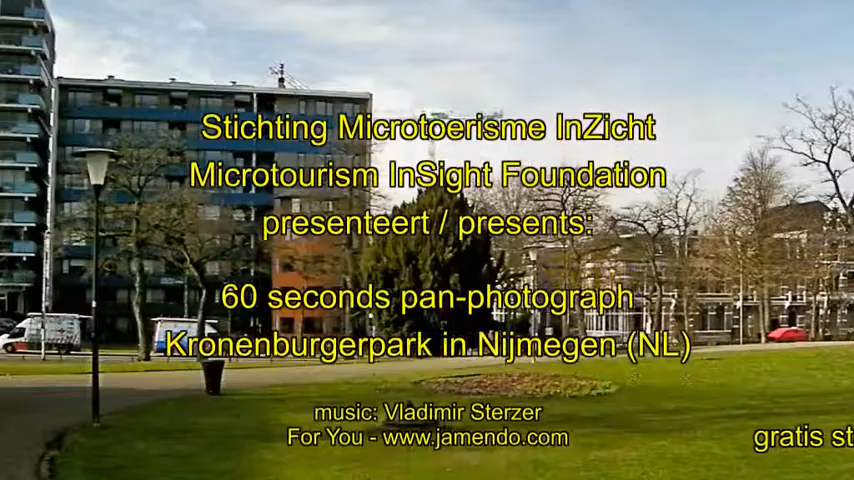 Stichting Microtoerisme InZicht
Microtourism InSight Foundation
presenteert / presents:
60 seconds pan-photograph
Kronenburgerpark in Nijmegen (NL)
music: Vladimir Sterzer
For You - www.jamendo.com
gratis st